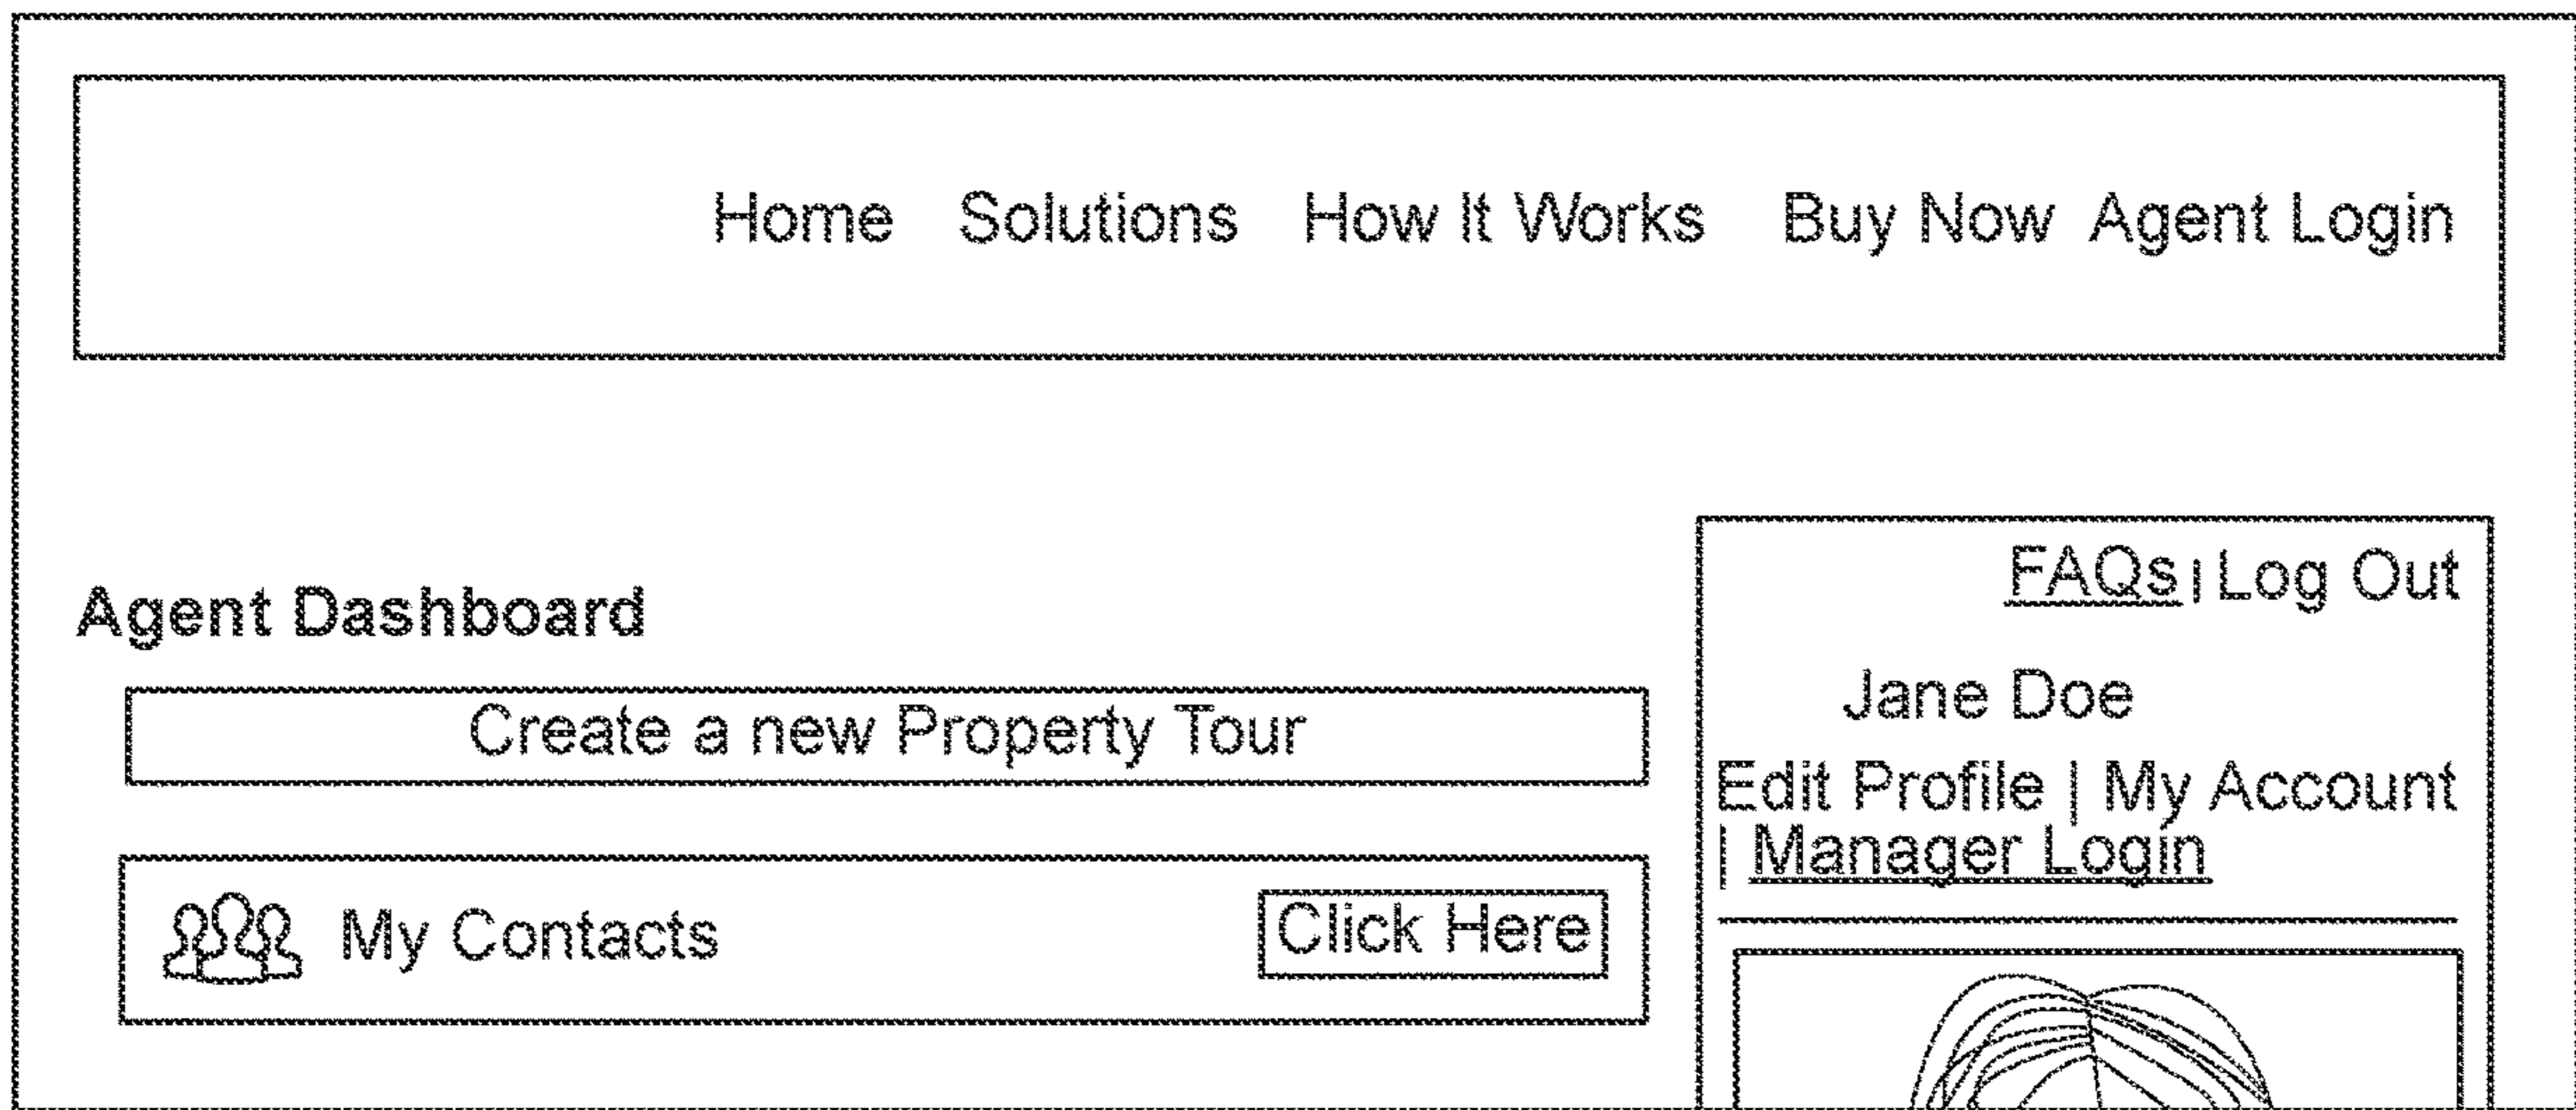 Home Solutions How It Works Buy Now Agent Login
Agent Dashboard
Create a new Property Tour
My Contacts Click Here
FAQs | Log Out
Jane Doe
Edit Profile | My Account
| Manager Login